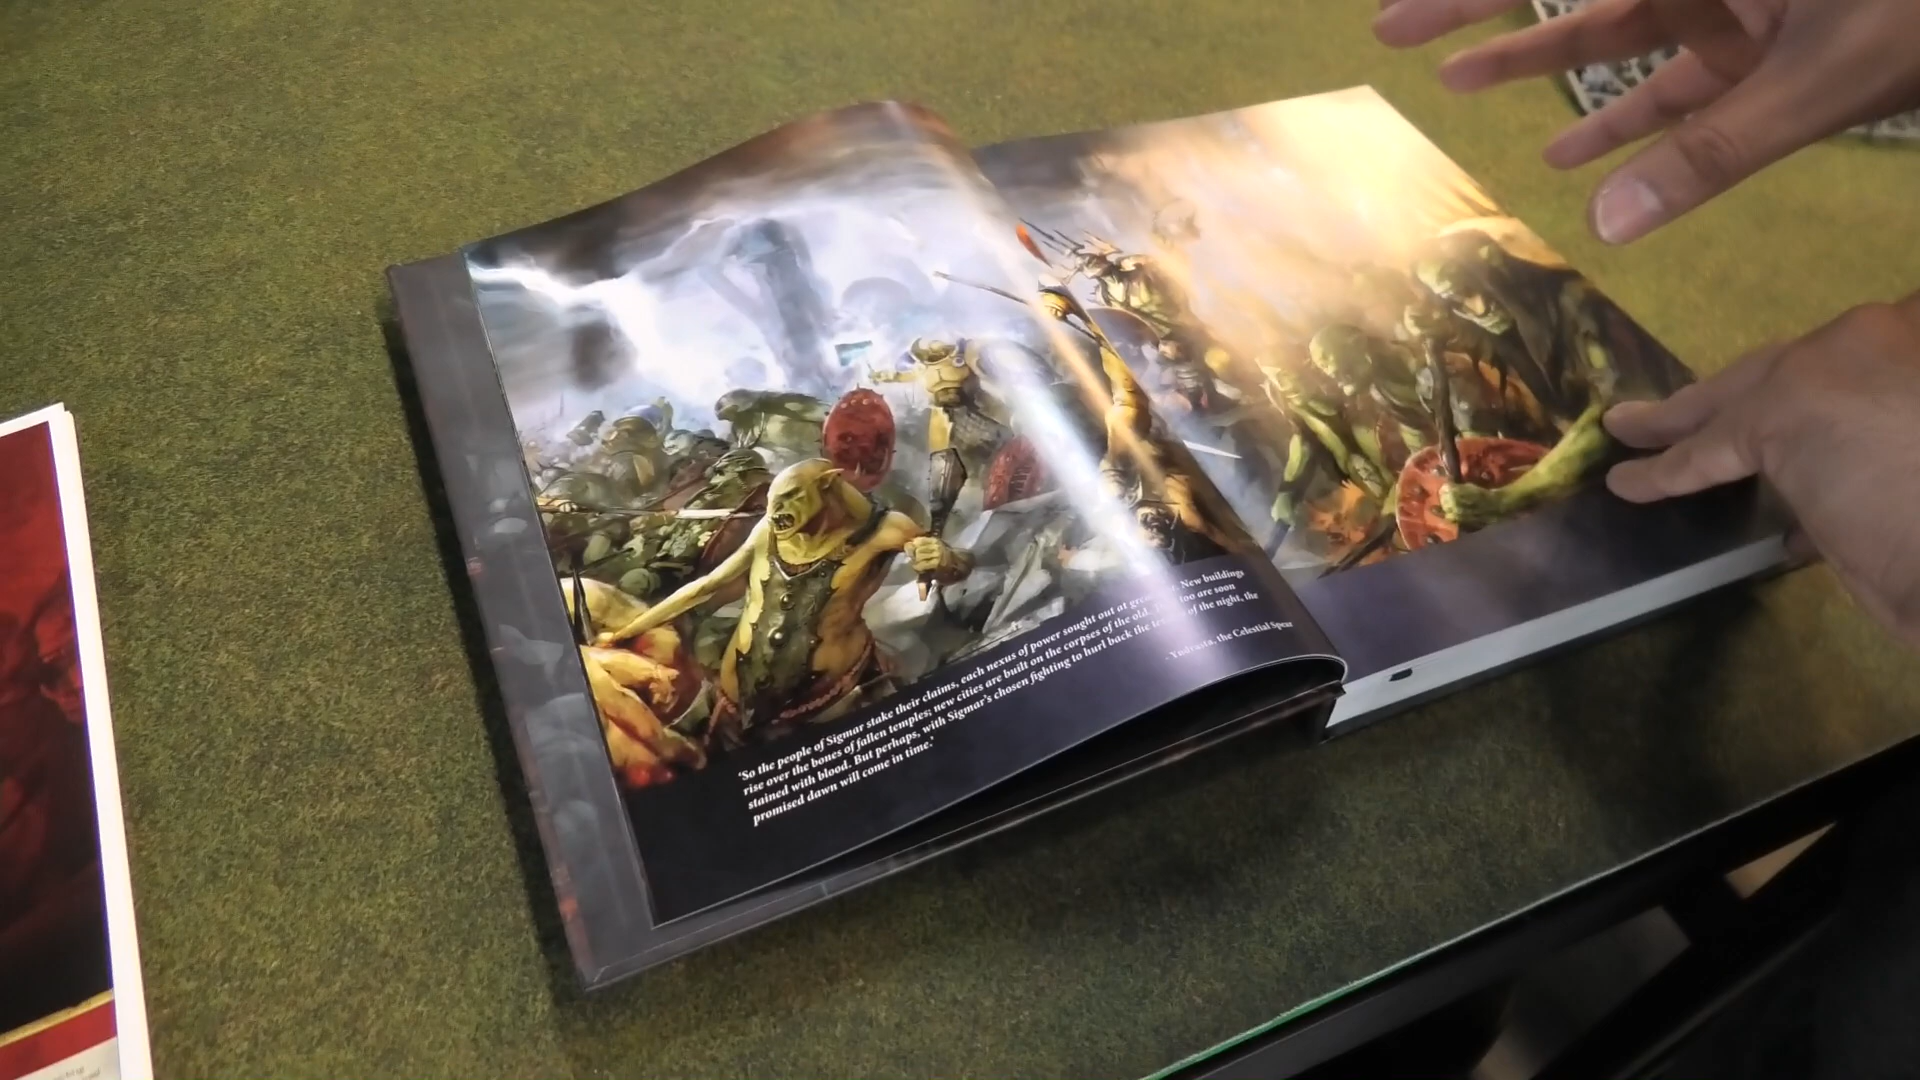 'So the people of Sigmar stake their claims, each nexus of power sought out at New buildings
rise over the bones of fallen temples; new cities are built on the corpses of the old. too are soon
stained with blood. But perhaps, with Sigmar's chosen fighting to hurl back the of the night, the
promised dawn will come in time.'
the Celestial Spear